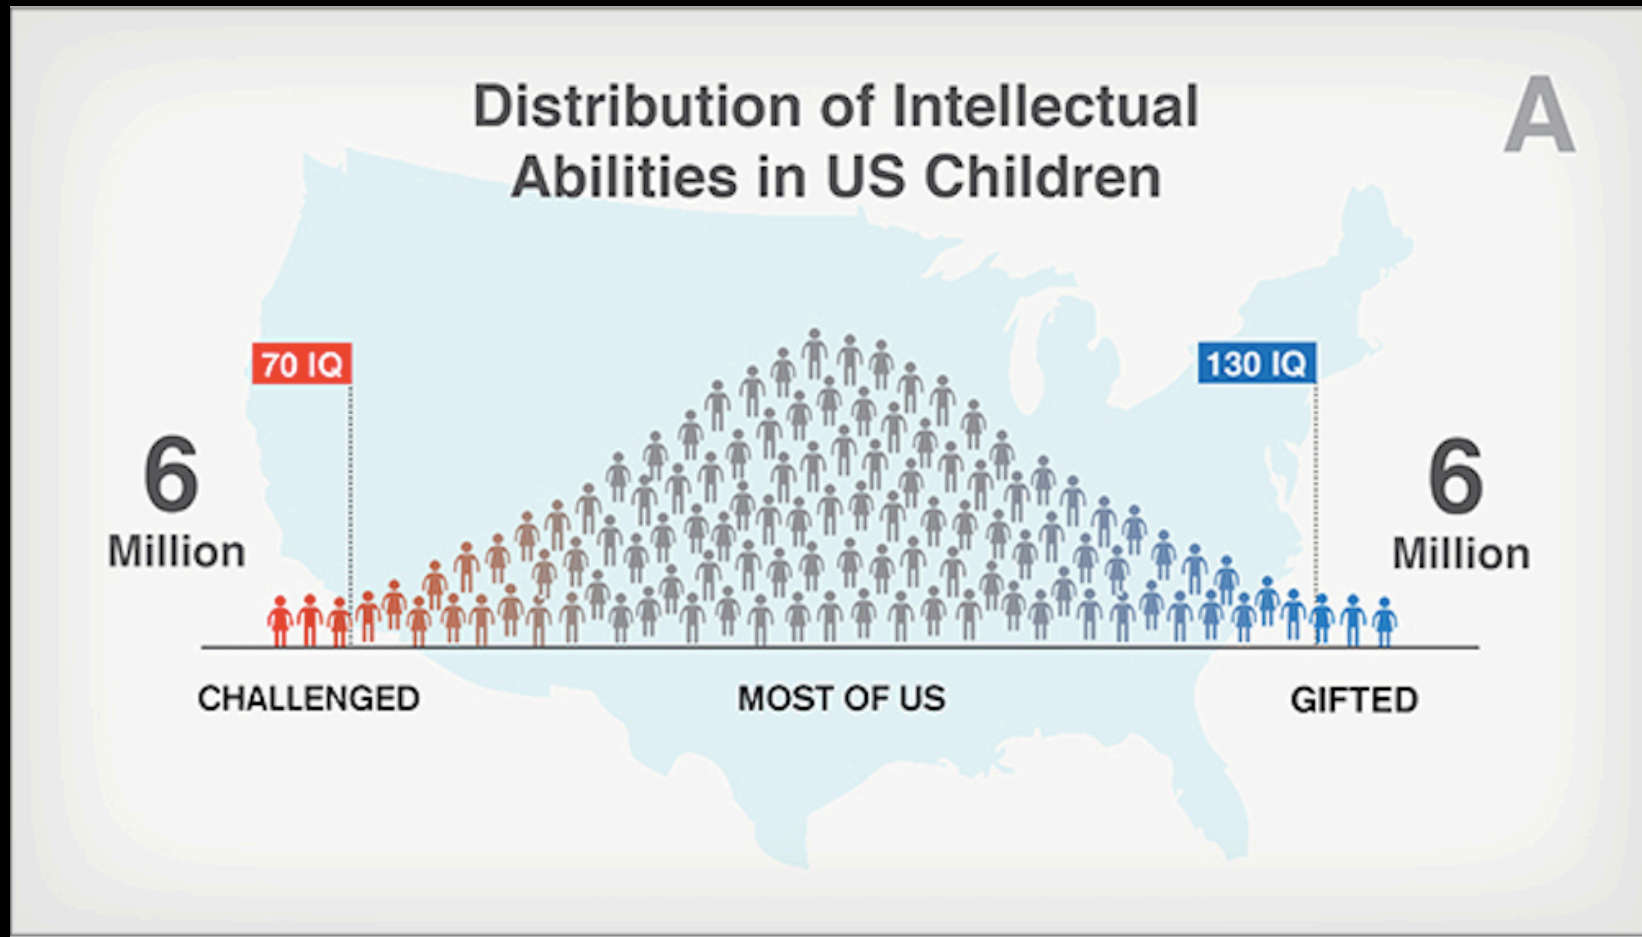 Distribution of Intellectual
Abilities in US Children
A
70 IQ
130 IQ
6
Million
6
Million
CHALLENGED
MOST OF US
GIFTED